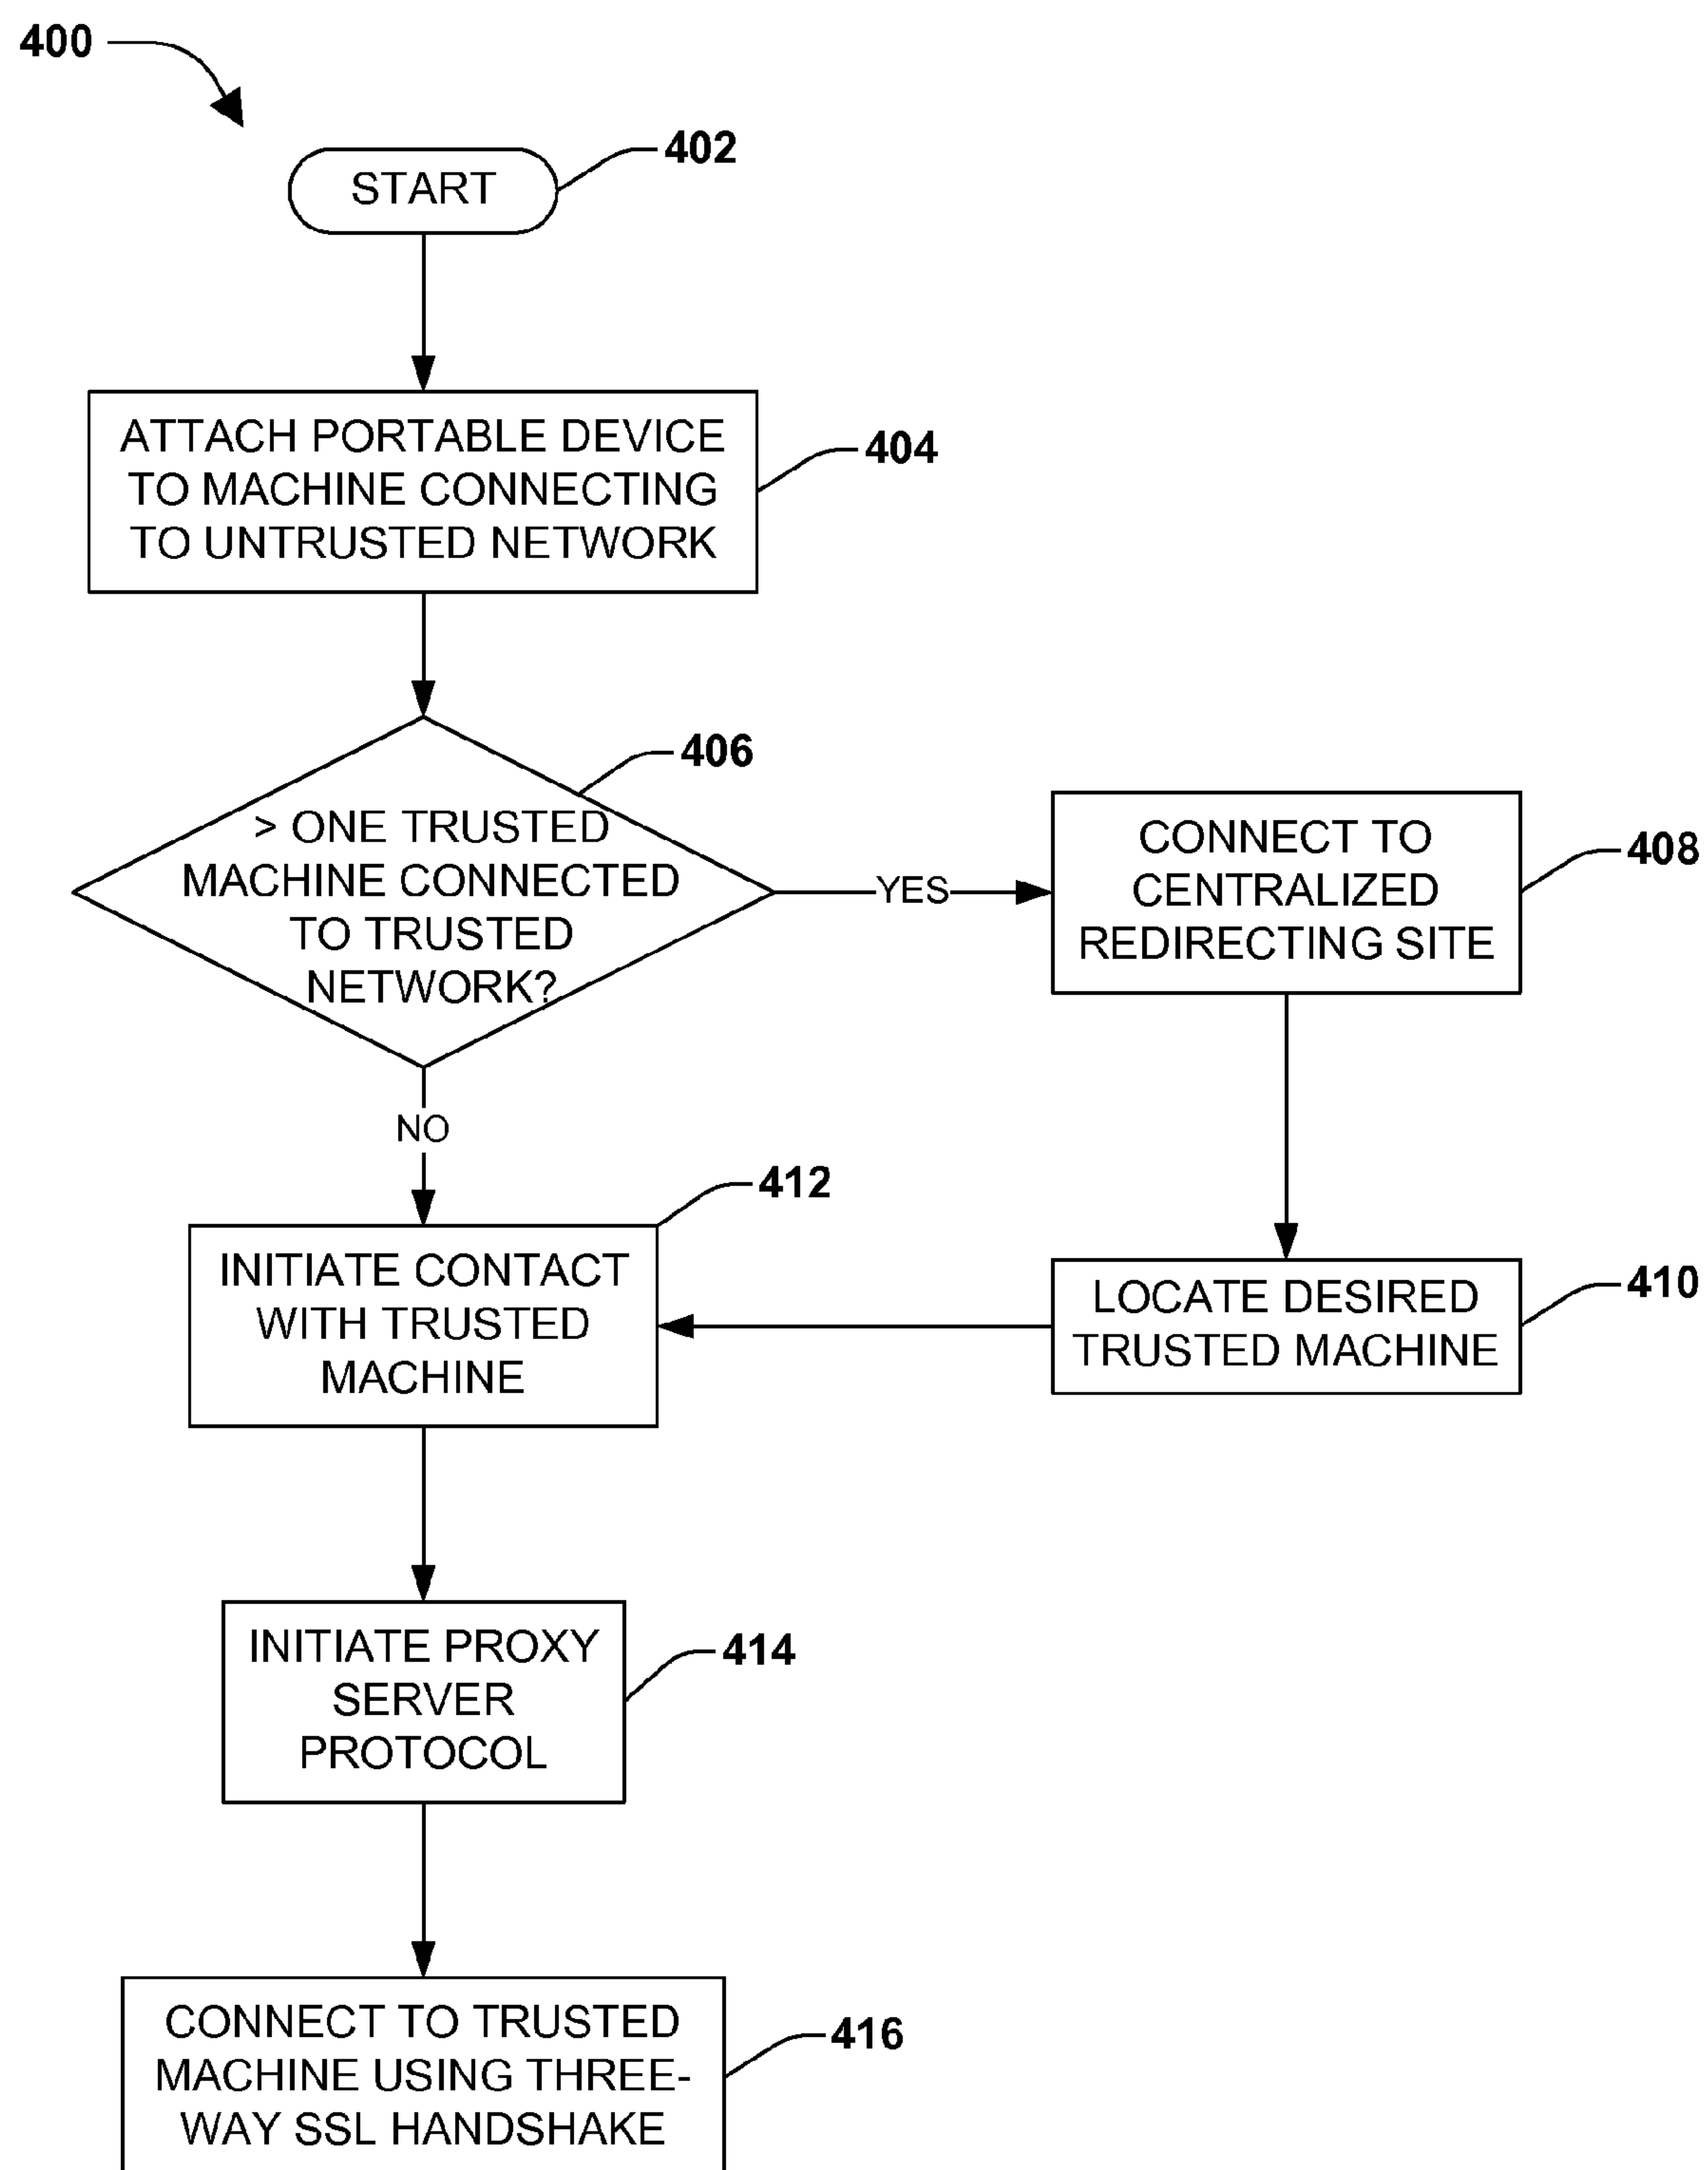 400
402
START
ATTACH PORTABLE DEVICE
TO MACHINE CONNECTING
TO UNTRUSTED NETWORK
404
406
> ONE TRUSTED
MACHINE CONNECTED
TO TRUSTED
NETWORK?
YES
CONNECT TO
CENTRALIZED
REDIRECTING SITE
408
NO
412
INITIATE CONTACT
WITH TRUSTED
MACHINE
LOCATE DESIRED
TRUSTED MACHINE
410
INITIATE PROXY
SERVER
PROTOCOL
414
CONNECT TO TRUSTED
MACHINE USING THREE-
WAY SSL HANDSHAKE
416